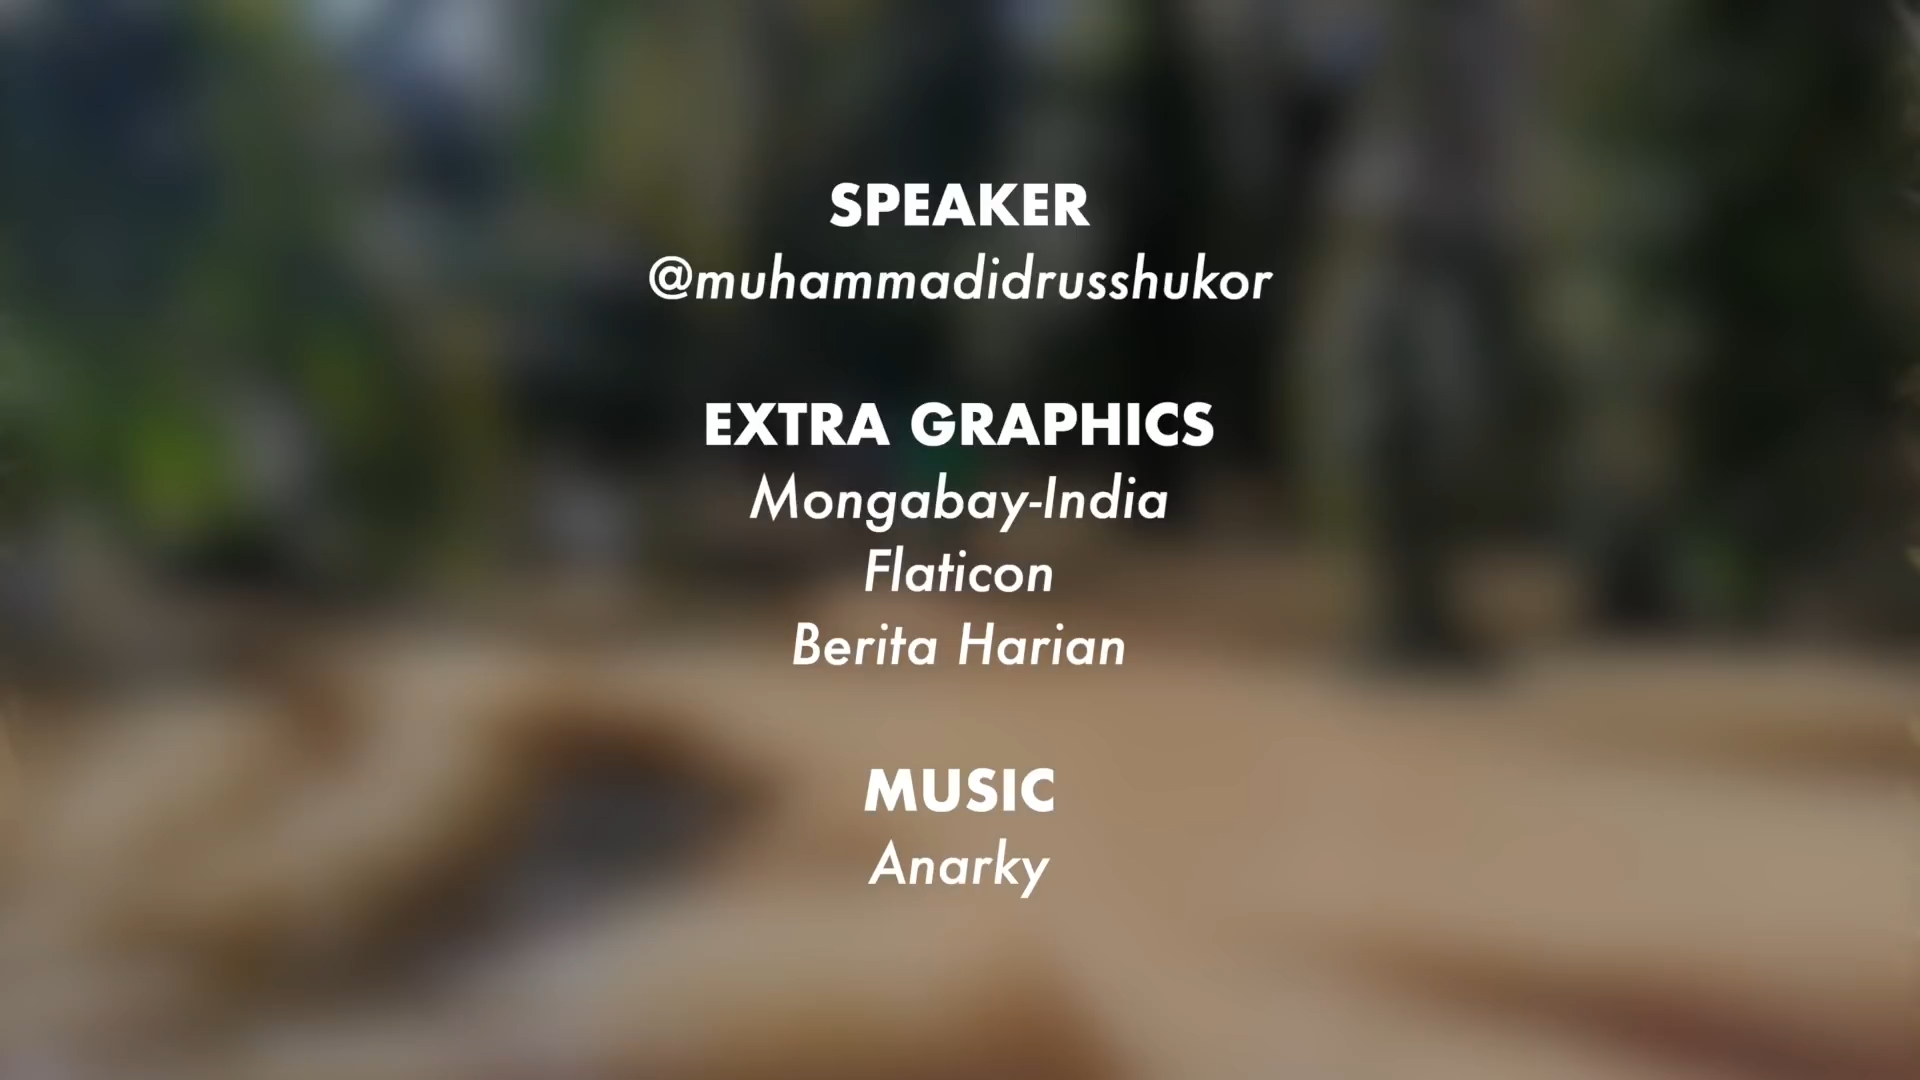 SPEAKER
@muhammadidrusshukor
EXTRA GRAPHICS
Mongabay-India
Flaticon
Berita Harian
MUSIC
Anarky